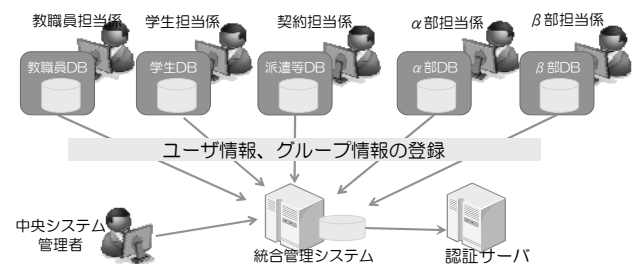 教職員担当係 学生担当係 契約担当係 α部担当係 β部担当係
教職員DB 学生DB 派遣等DB α部DB β部DB
ユーザ情報、グループ情報の登録
中央システム
管理者
統合管理システム 認証サーバ